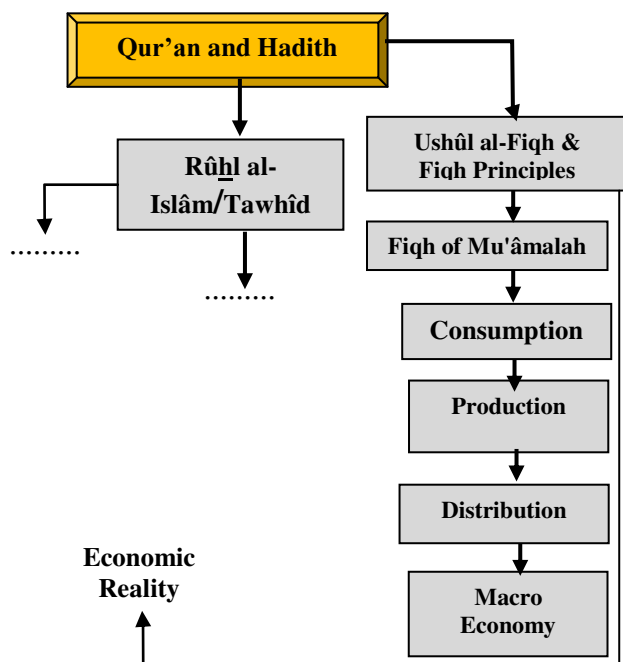 Qur’an and Hadith
Rûẖl al-
Islâm/Tawhîd
.........
.........
Ushûl al-Fiqh &
Fiqh Principles
Fiqh of Mu'âmalah
Consumption
Production
Distribution
Macro
Economy
Economic
Reality